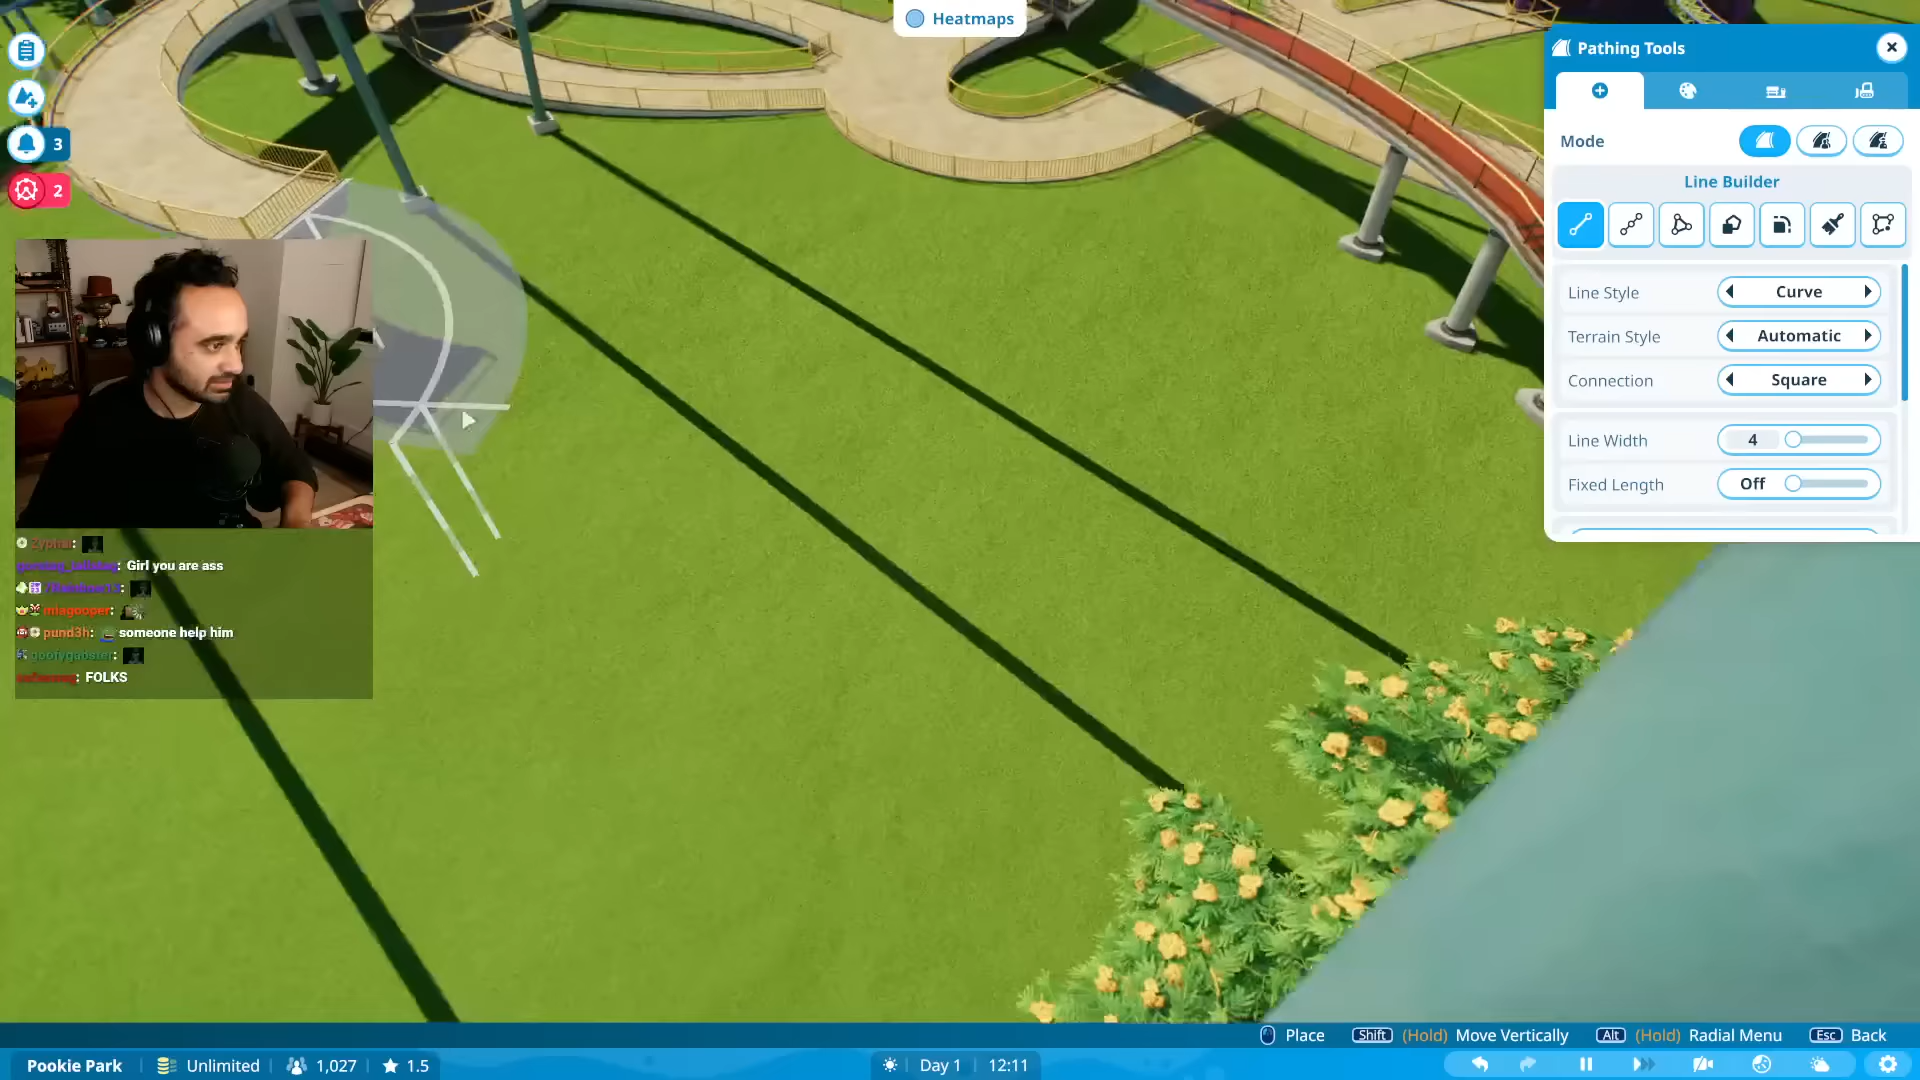 Heatmaps
Pathing Tools
3
2
Mode
Line Builder
Line Style
Curve
Terrain Style
Automatic
Connection
Square
Line Width
4
Fixed Length
Off
: Girl you are ass
miagooper:
pund3h: someone help him
goofygabster:
: FOLKS
Place
Shift (Hold) Move Vertically
Alt (Hold) Radial Menu
Esc Back
Pookie Park
Unlimited
1,027
1.5
Day 1
12:11